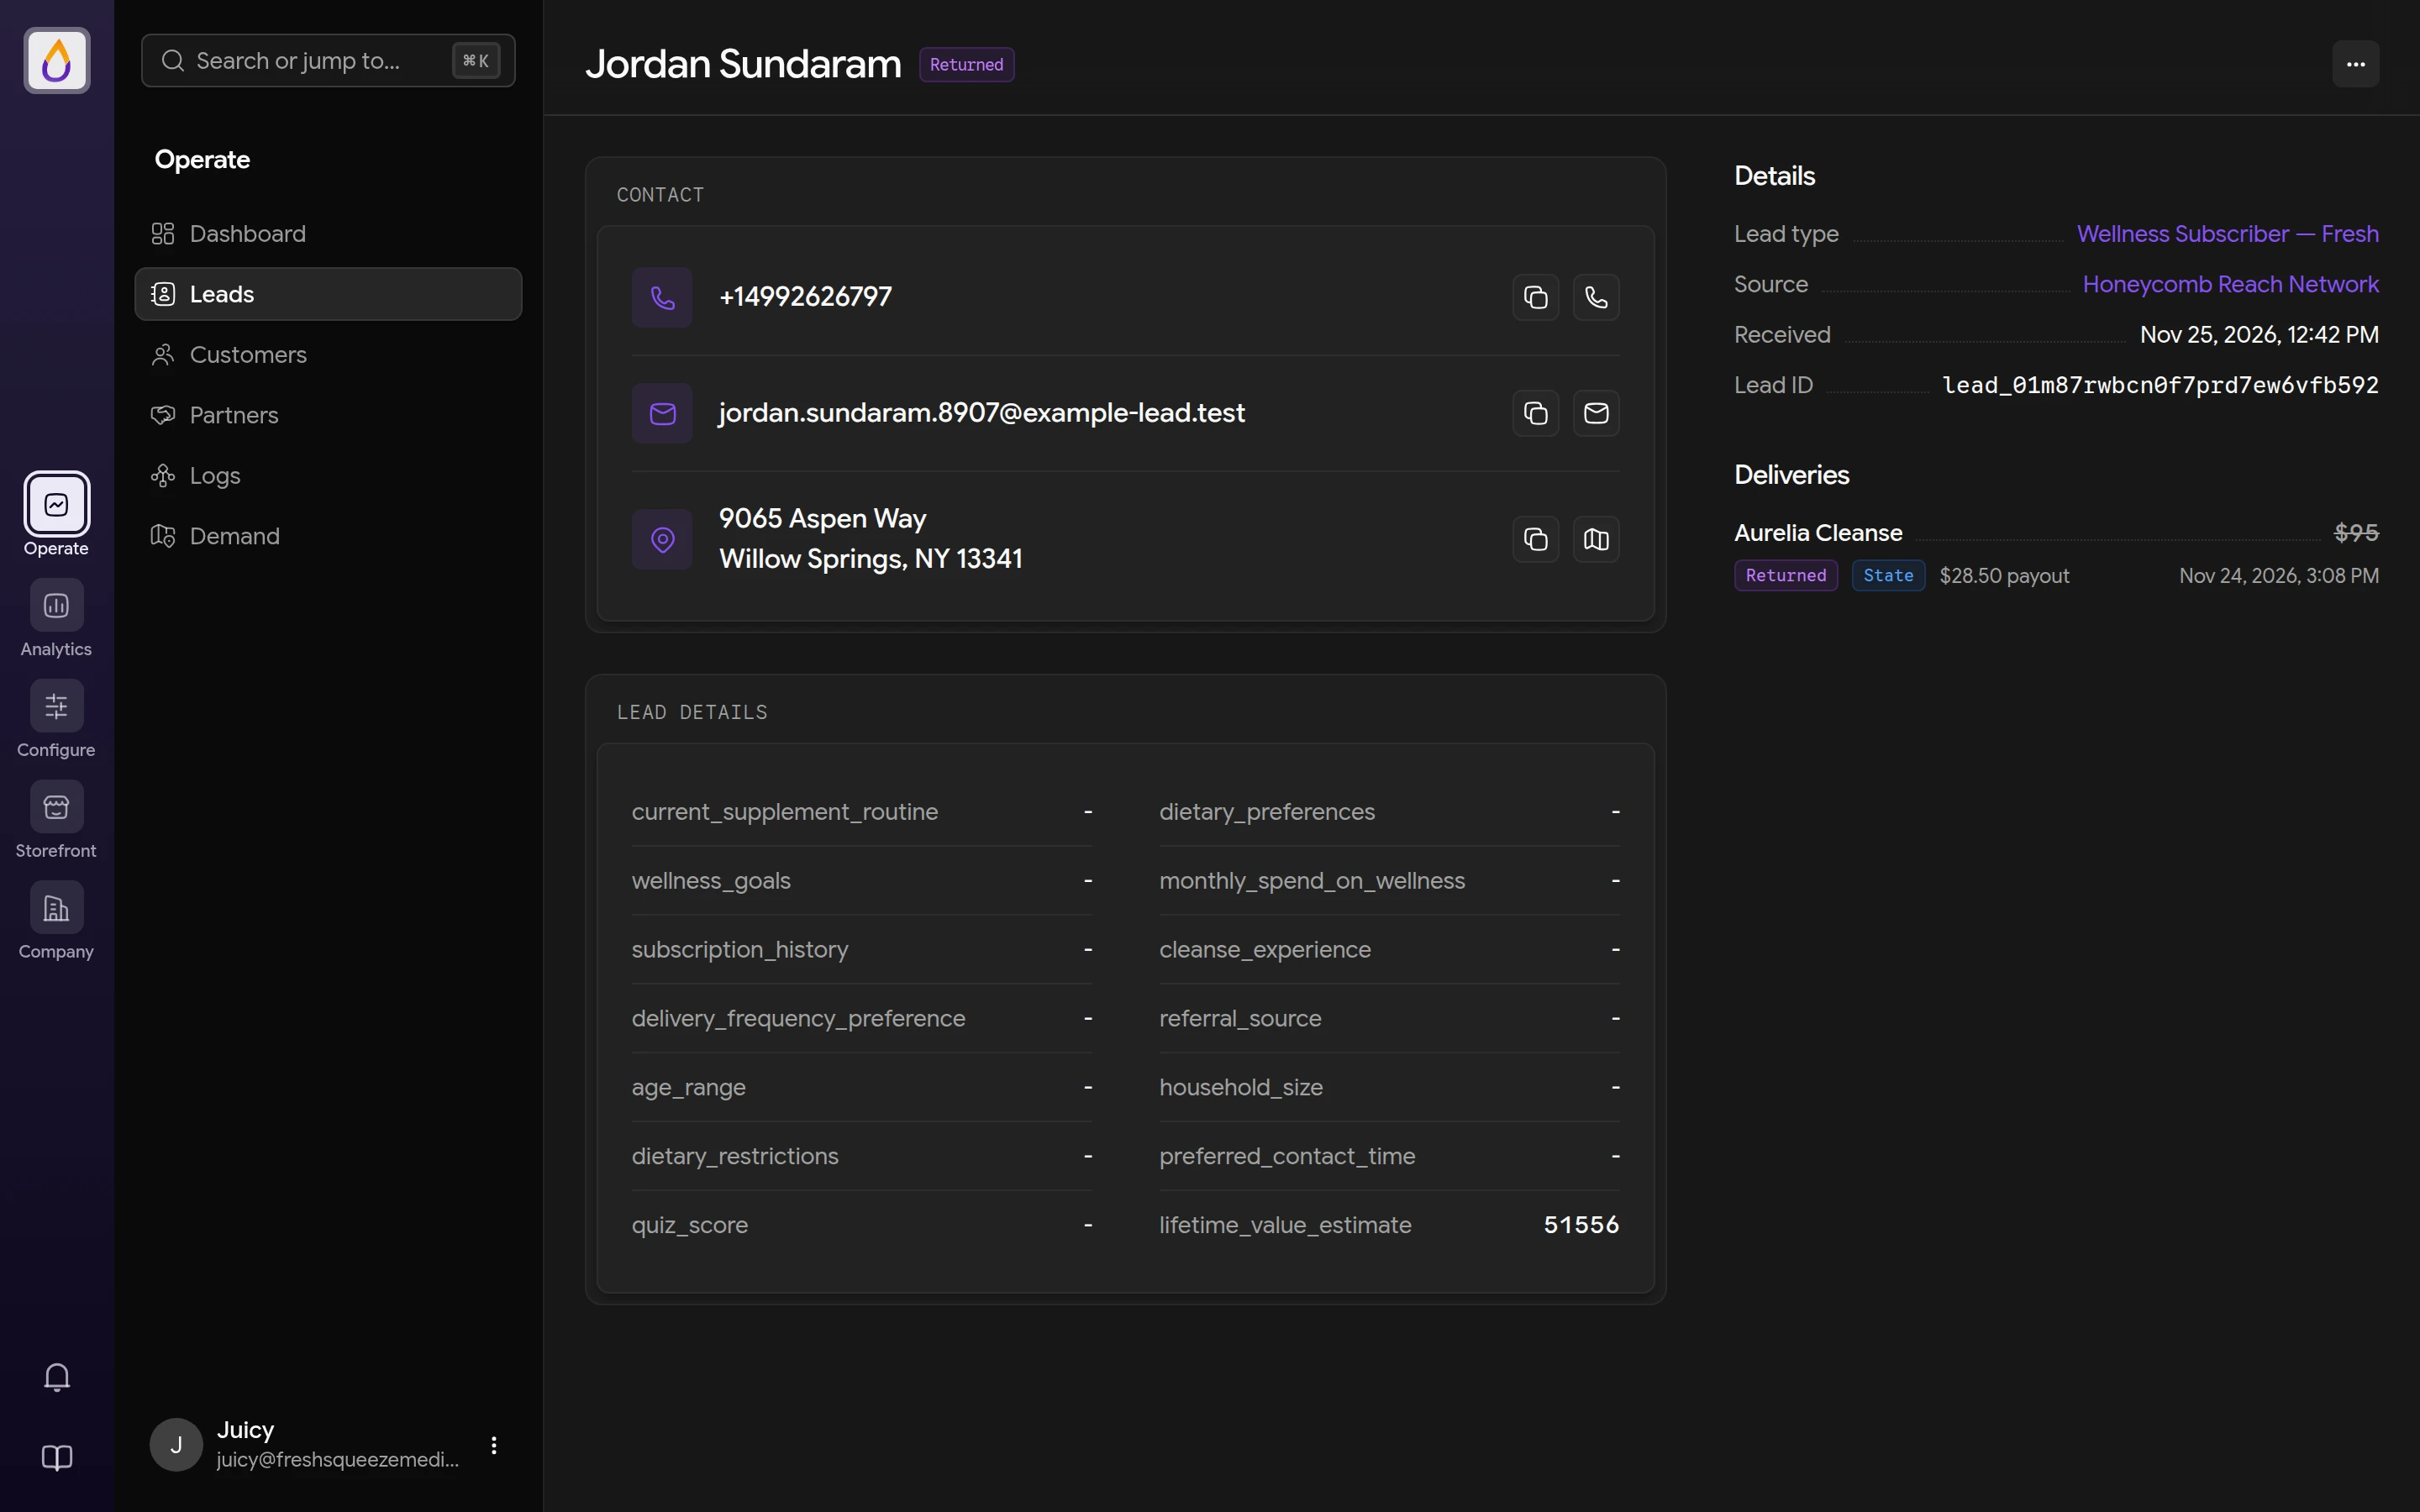 Search or jump to...
⌘K
Operate
Dashboard
Leads
Customers
Partners
Logs
Demand
Operate
Analytics
Configure
Storefront
Company
J
Juicy
juicy@freshsqueezemedi...
Jordan Sundaram
Returned
CONTACT
+14992626797
jordan.sundaram.8907@example-lead.test
9065 Aspen Way
Willow Springs, NY 13341
LEAD DETAILS
current_supplement_routine -
dietary_preferences -
wellness_goals -
monthly_spend_on_wellness -
subscription_history -
cleanse_experience -
delivery_frequency_preference -
referral_source -
age_range -
household_size -
dietary_restrictions -
preferred_contact_time -
quiz_score -
lifetime_value_estimate 51556
Details
Lead type Wellness Subscriber — Fresh
Source Honeycomb Reach Network
Received Nov 25, 2026, 12:42 PM
Lead ID lead_01m87rwbcn0f7prd7ew6vfb592
Deliveries
Aurelia Cleanse $95
Returned State $28.50 payout Nov 24, 2026, 3:08 PM